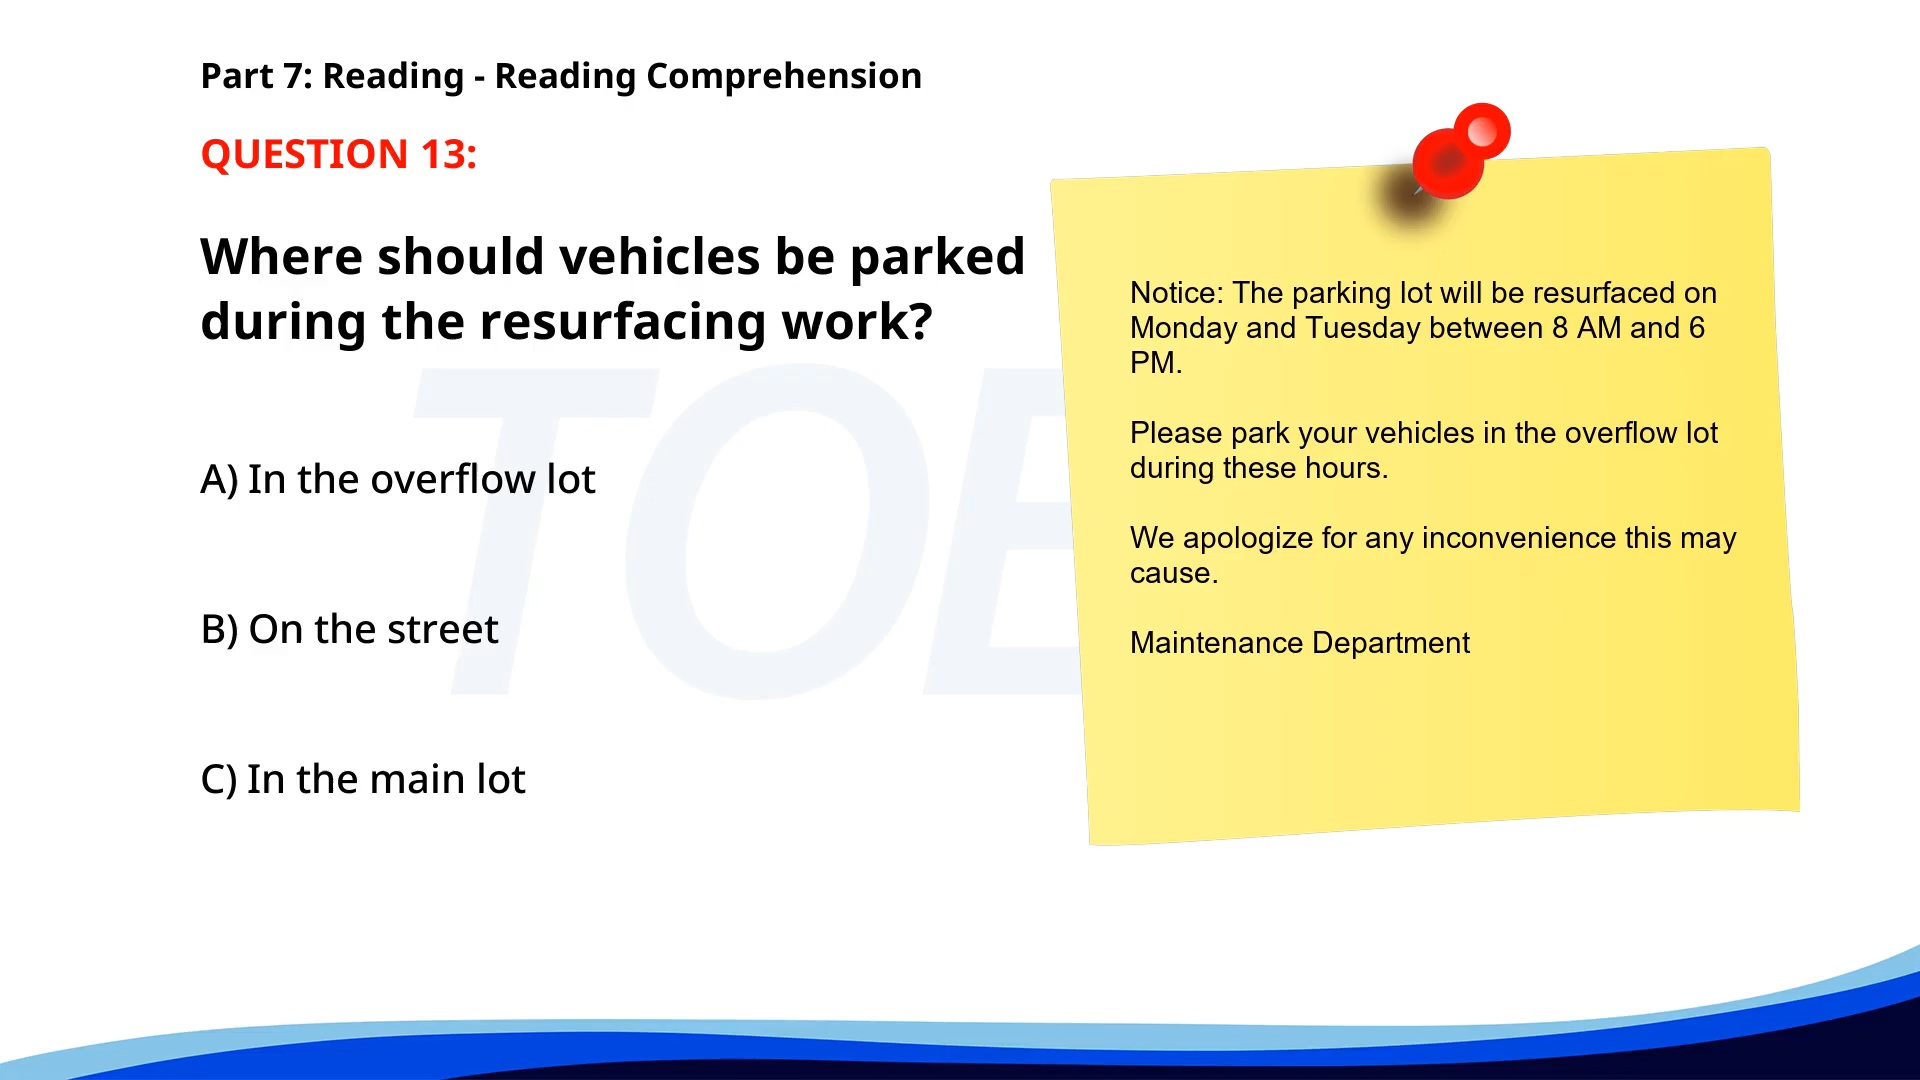 Part 7: Reading - Reading Comprehension
QUESTION 13:
Where should vehicles be parked
during the resurfacing work?
A) In the overflow lot
B) On the street
C) In the main lot
Notice: The parking lot will be resurfaced on
Monday and Tuesday between 8 AM and 6
PM.
Please park your vehicles in the overflow lot
during these hours.
We apologize for any inconvenience this may
cause.
Maintenance Department